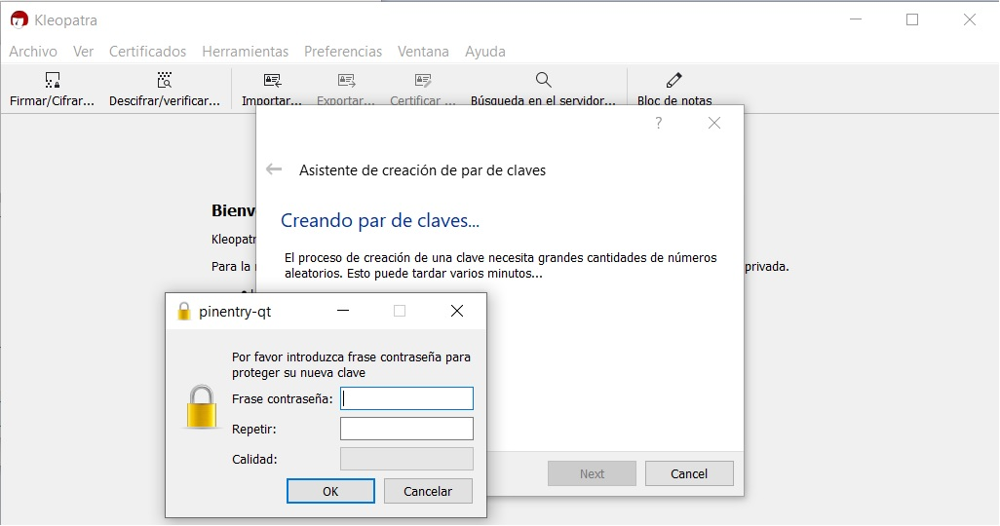 Kleopatra
Archivo Ver Certificados Herramientas Preferencias Ventana Ayuda
Firmar/Cifrar... Descifrar/verificar... Importar... Exportar... Certificar ... Búsqueda en el servidor... Bloc de notas
?
Asistente de creación de par de claves
Bienv
Creando par de claves...
Kleopatr
El proceso de creación de una clave necesita grandes cantidades de números
aleatorios. Esto puede tardar varios minutos...
Para la
privada.
pinentry-qt
Por favor introduzca frase contraseña para
proteger su nueva clave
Frase contraseña:
Repetir:
Calidad:
OK Cancelar
Next Cancel